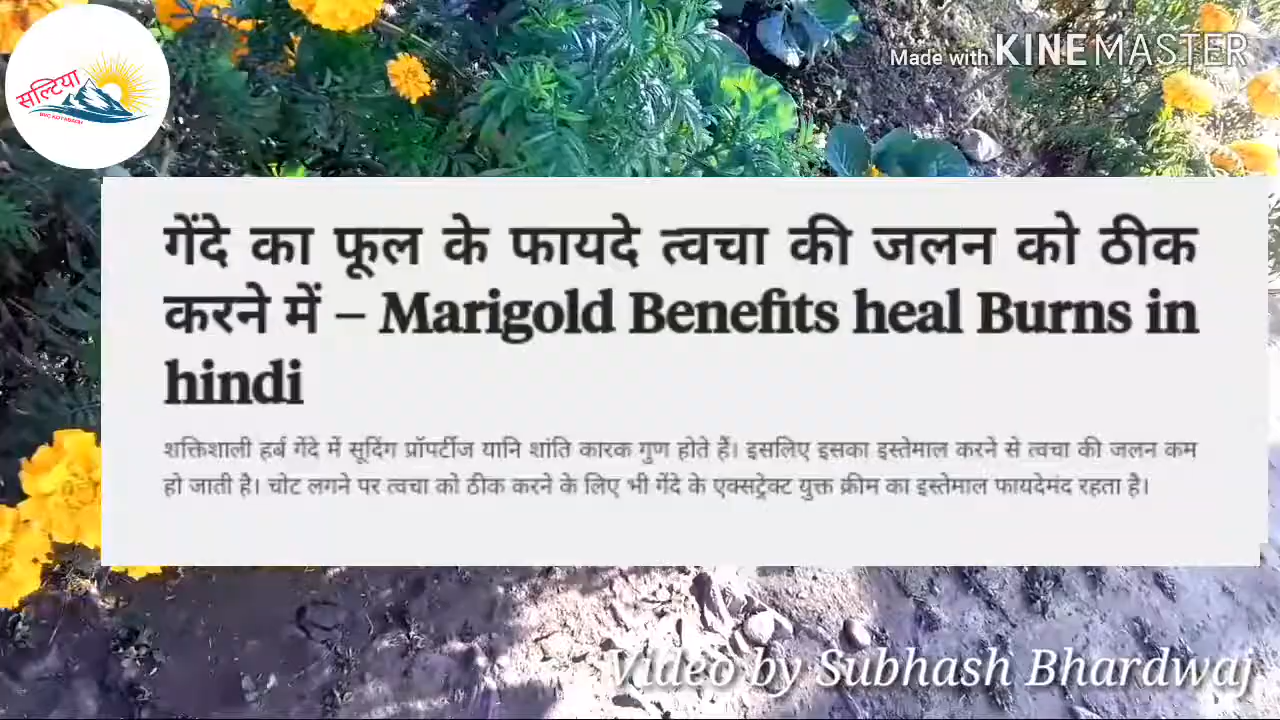 सल्टिया
Made with KINEMASTER
गेंदे का फूल के फायदे त्वचा की जलन को ठीक
करने में – Marigold Benefits heal Burns in
hindi
शक्तिशाली हर्ब गेंदे में सूदिंग प्रॉपर्टीज यानि शांति कारक गुण होते हैं। इसलिए इसका इस्तेमाल करने से त्वचा की जलन कम
हो जाती है। चोट लगने पर त्वचा को ठीक करने के लिए भी गेंदे के एक्सट्रेक्ट युक्त क्रीम का इस्तेमाल फायदेमंद रहता है।
Video by Subhash Bhardwaj